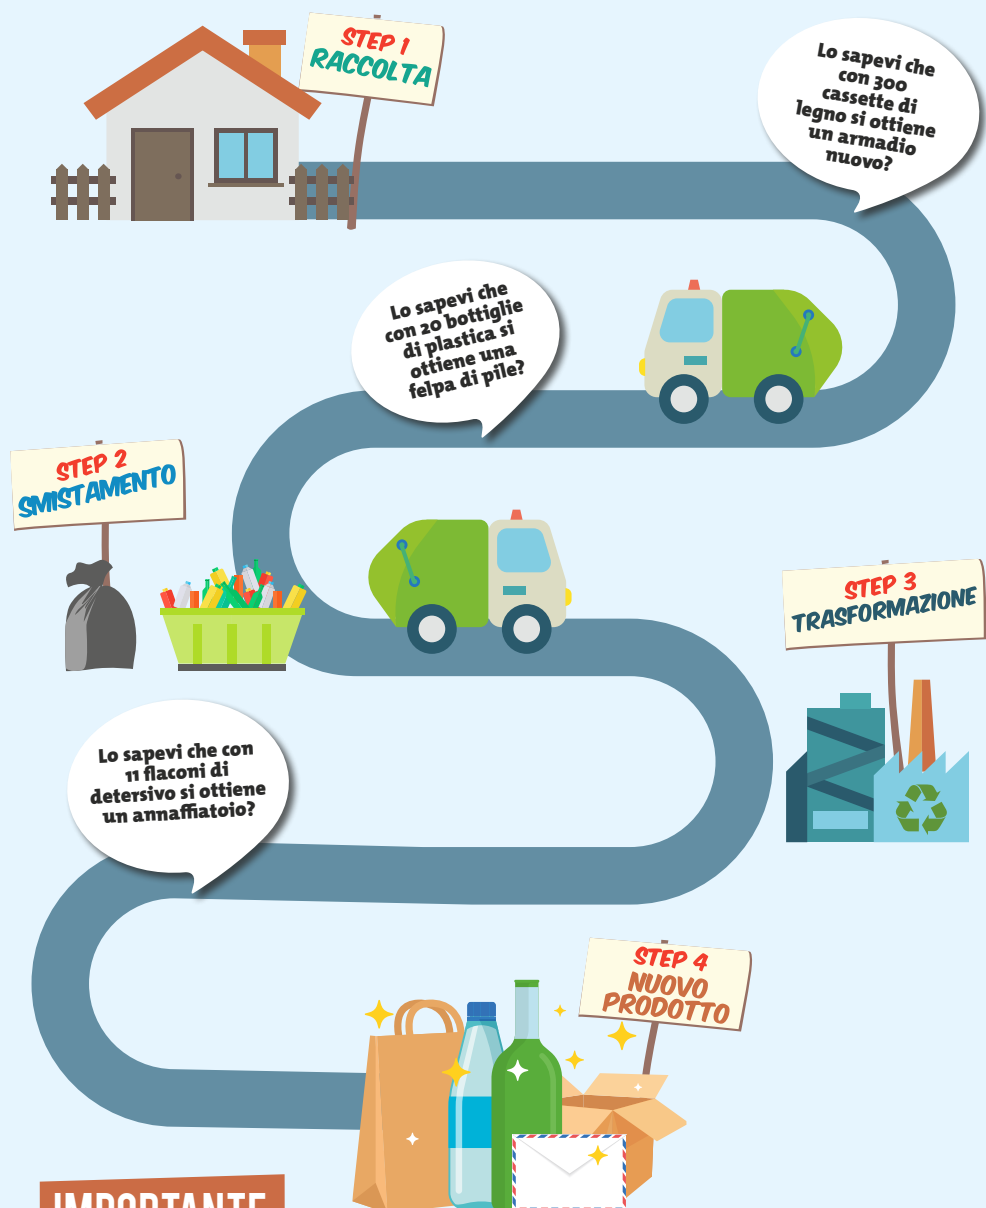 STEP 1
RACCOLTA
Lo sapevi che
con 300
cassette di
legno si ottiene
un armadio
nuovo?
Lo sapevi che
con 20 bottiglie
di plastica si
ottiene una
felpa di pile?
STEP 2
SMISTAMENTO
STEP 3
TRASFORMAZIONE
Lo sapevi che con
11 flaconi di
detersivo si ottiene
un annaffiatoio?
STEP 4
NUOVO
PRODOTTO
IMPORTANTE